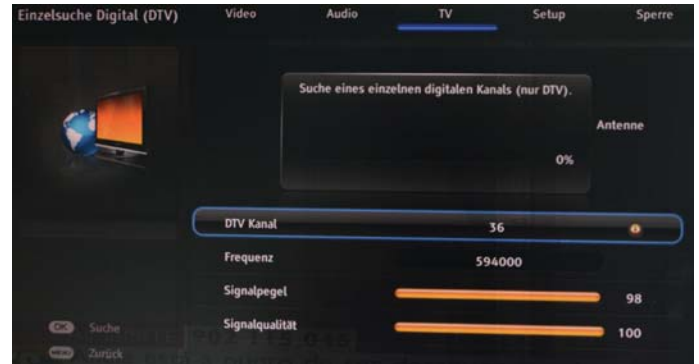 Einzelsuche Digital (DTV) Video Audio TV Setup Sperre
Suche eines einzelnen digitalen Kanals (nur DTV).
Antenne
0%
DTV Kanal 36
Frequenz 594000
Signalpegel 98
Signalqualität 100
OK Suche
MENU Zurück